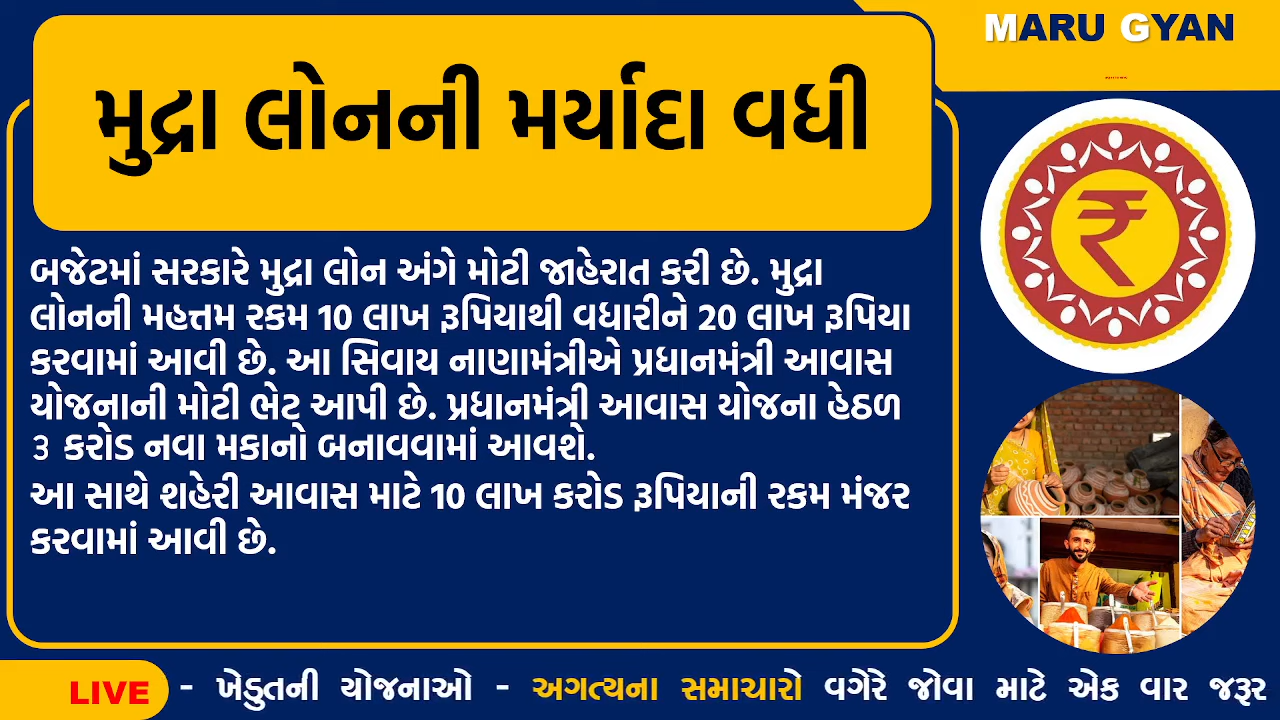 MARU GYAN
મુદ્રા લોનની મર્યાદા વધી
બજેટમાં સરકારે મુદ્રા લોન અંગે મોટી જાહેરાત કરી છે. મુદ્રા
લોનની મહત્તમ રકમ 10 લાખ રૂપિયાથી વધારીને 20 લાખ રૂપિયા
કરવામાં આવી છે. આ સિવાય નાણામંત્રીએ પ્રધાનમંત્રી આવાસ
યોજનાની મોટી ભેટ આપી છે. પ્રધાનમંત્રી આવાસ યોજના હેઠળ
૩ કરોડ નવા મકાનો બનાવવામાં આવશે.
આ સાથે શહેરી આવાસ માટે 10 લાખ કરોડ રૂપિયાની રકમ મંજર
કરવામાં આવી છે.
₹
LIVE - ખેડુતની યોજનાઓ - અગત્યના સમાચારો વગેરે જોવા માટે એક વાર જરૂર